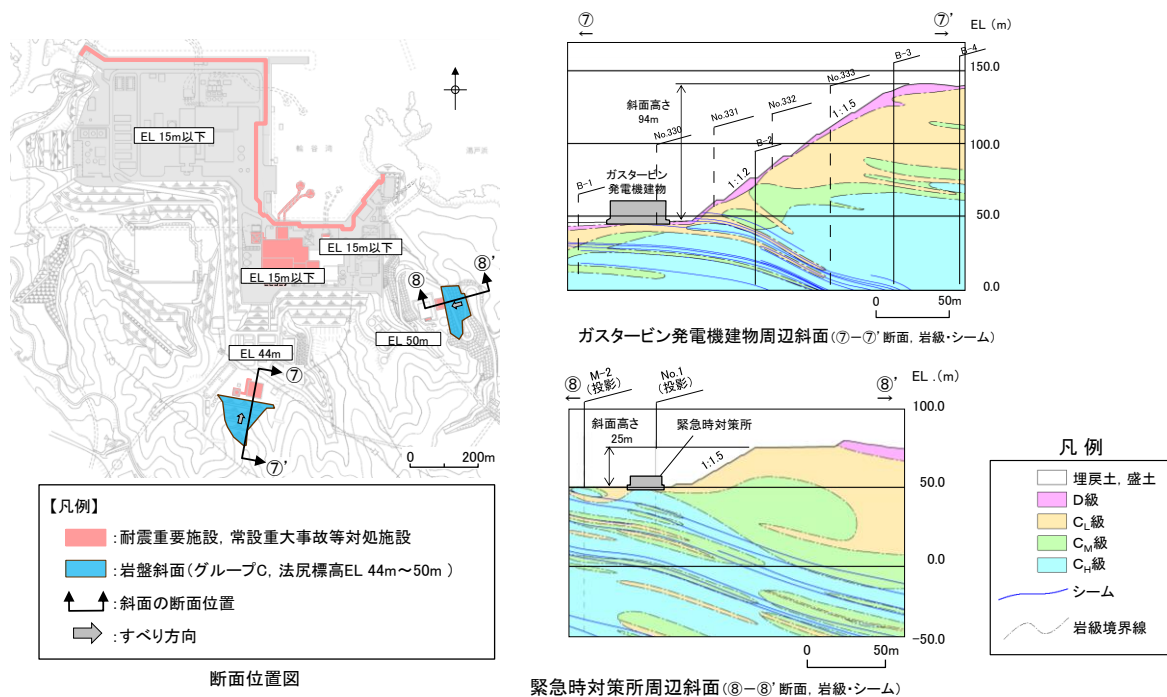 EL 15m以下
輪谷湾
EL 15m以下
EL 15m以下
⑧
⑧'
EL 50m
EL 44m
⑦
⑦'
0 200m
【凡例】
:耐震重要施設, 常設重大事故等対処施設
:岩盤斜面(グループC, 法尻標高EL 44m～50m )
:斜面の断面位置
:すべり方向
断面位置図
⑦
⑦'
EL (m)
B-3
B-4
150.0
No.333
斜面高さ
94m
No.332
1:1.5
No.331
No.330
B-2
100.0
ガスタービン
発電機建物
B-1
1:1.2
50.0
0.0
0 50m
ガスタービン発電機建物周辺斜面(⑦-⑦'断面, 岩級・シーム)
⑧
M-2
(投影)
No.1
(投影)
⑧'
EL .(m)
100.0
斜面高さ
25m
緊急時対策所
1:1.5
50.0
0.0
-50.0
0 50m
緊急時対策所周辺斜面(⑧-⑧'断面, 岩級・シーム)
凡 例
埋戻土, 盛土
D級
CL級
CM級
CH級
シーム
岩級境界線